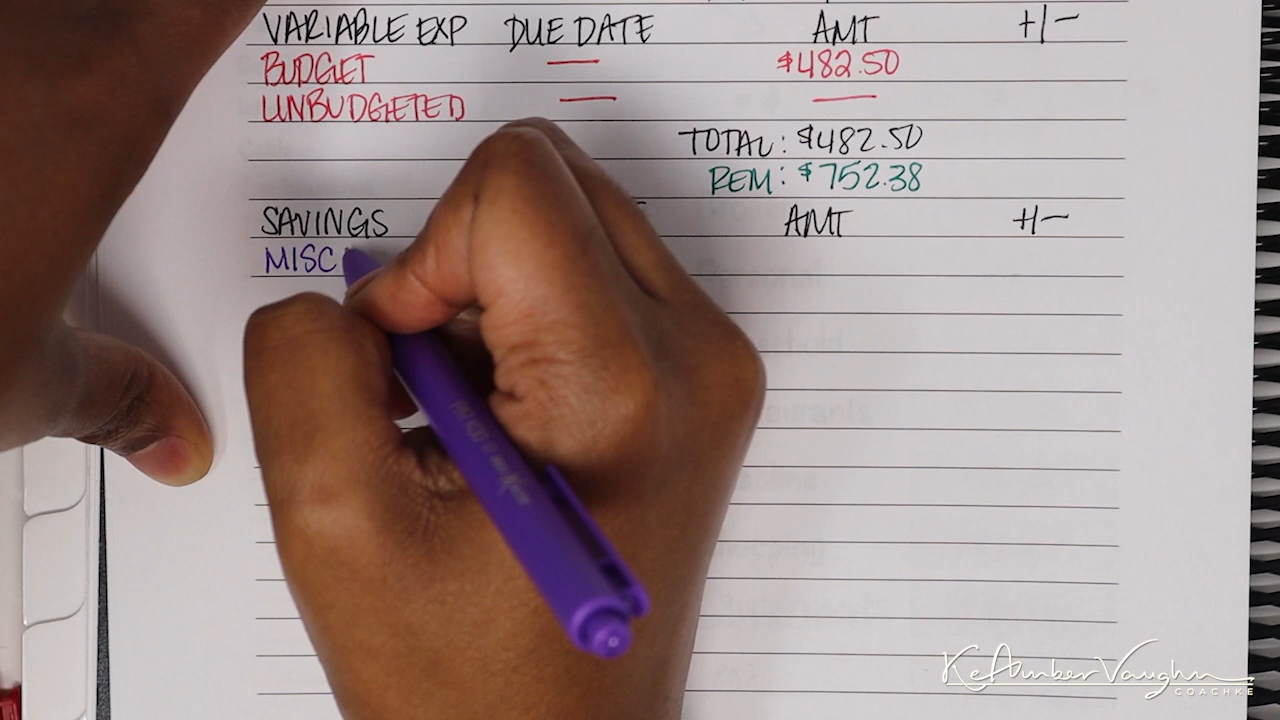 VARIABLE EXP DUE DATE AMT +/-
BUDGET — $482.50
UNBUDGETED — —
TOTAL: $482.50
REM: $752.38
SAVINGS AMT +/-
MISC
KeAmber Vaughn
COACHKE